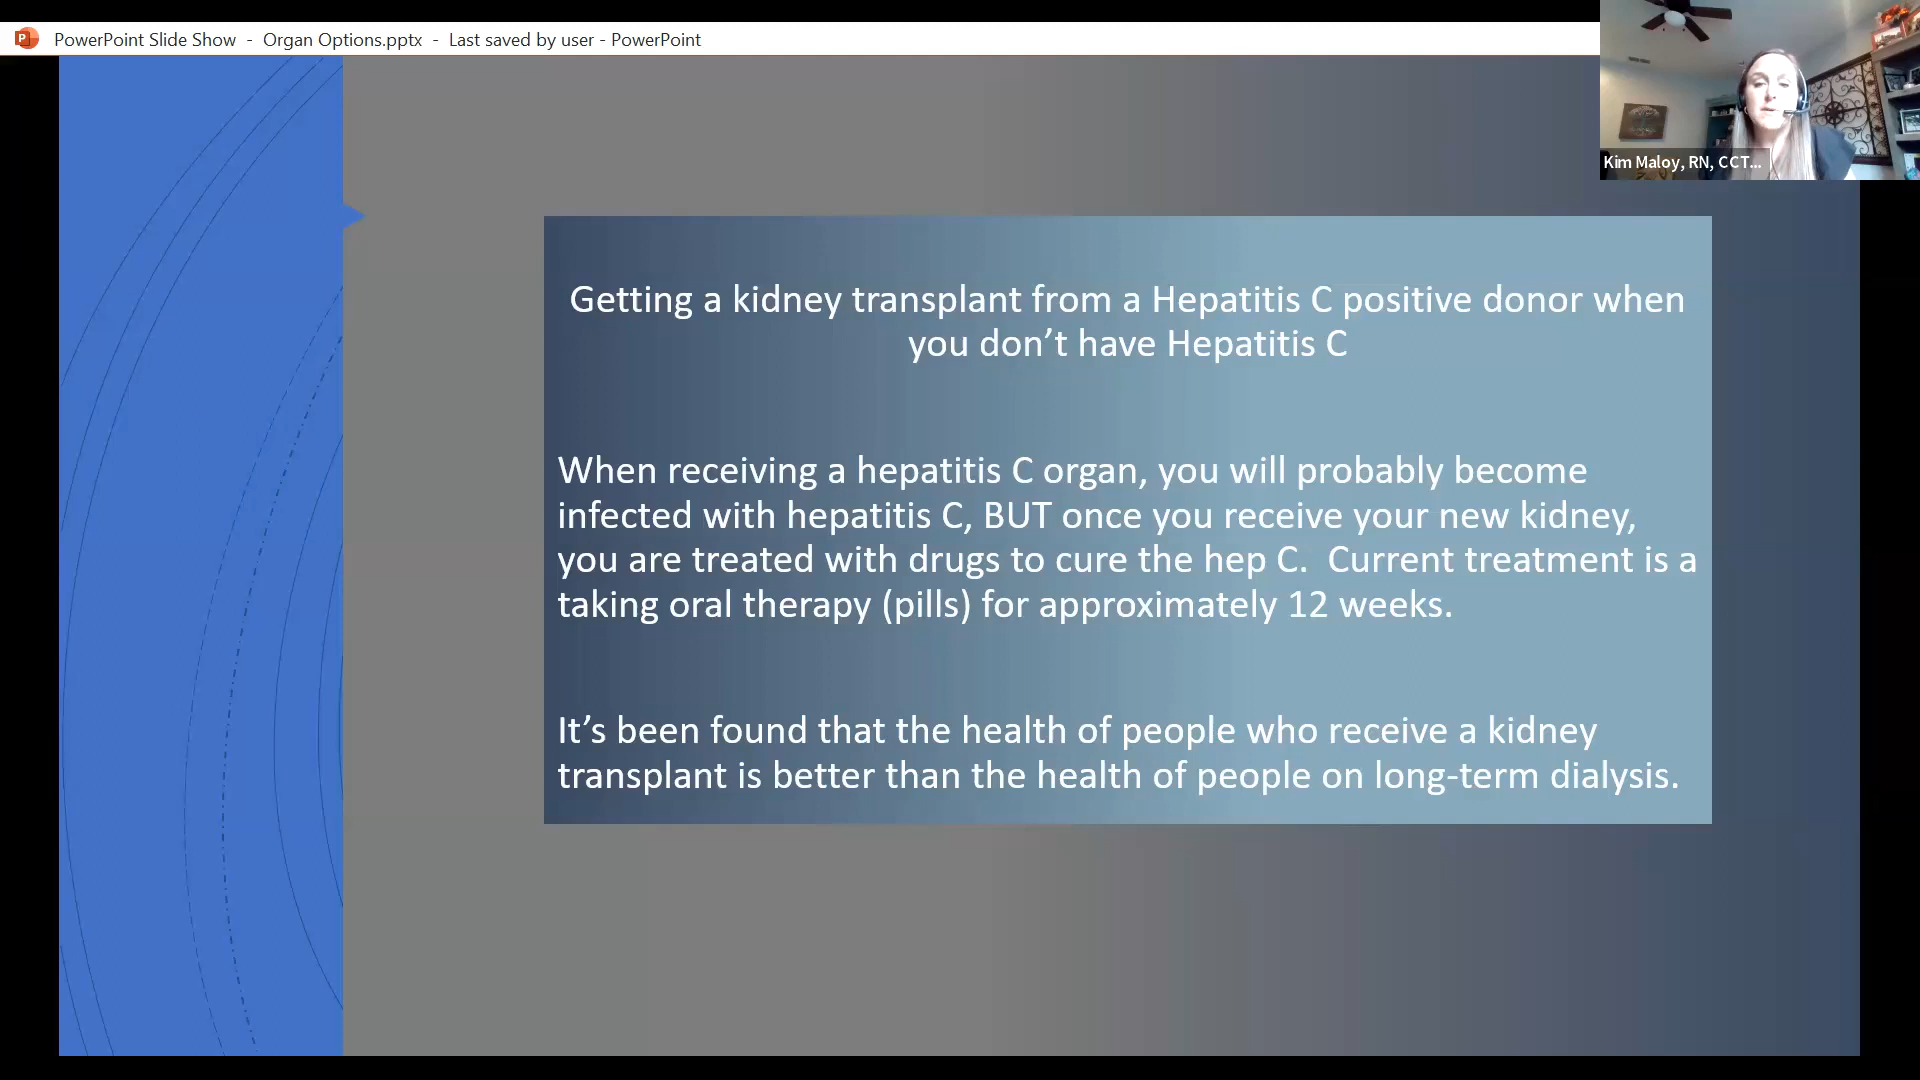 PowerPoint Slide Show - Organ Options.pptx - Last saved by user - PowerPoint
Kim Maloy, RN, CCT...
Getting a kidney transplant from a Hepatitis C positive donor when
you don’t have Hepatitis C
When receiving a hepatitis C organ, you will probably become
infected with hepatitis C, BUT once you receive your new kidney,
you are treated with drugs to cure the hep C.  Current treatment is a
taking oral therapy (pills) for approximately 12 weeks.
It’s been found that the health of people who receive a kidney
transplant is better than the health of people on long-term dialysis.